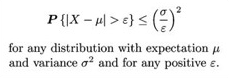 P{|X − μ| > ε} ≤ (σ/ε)²
for any distribution with expectation μ
and variance σ² and for any positive ε.